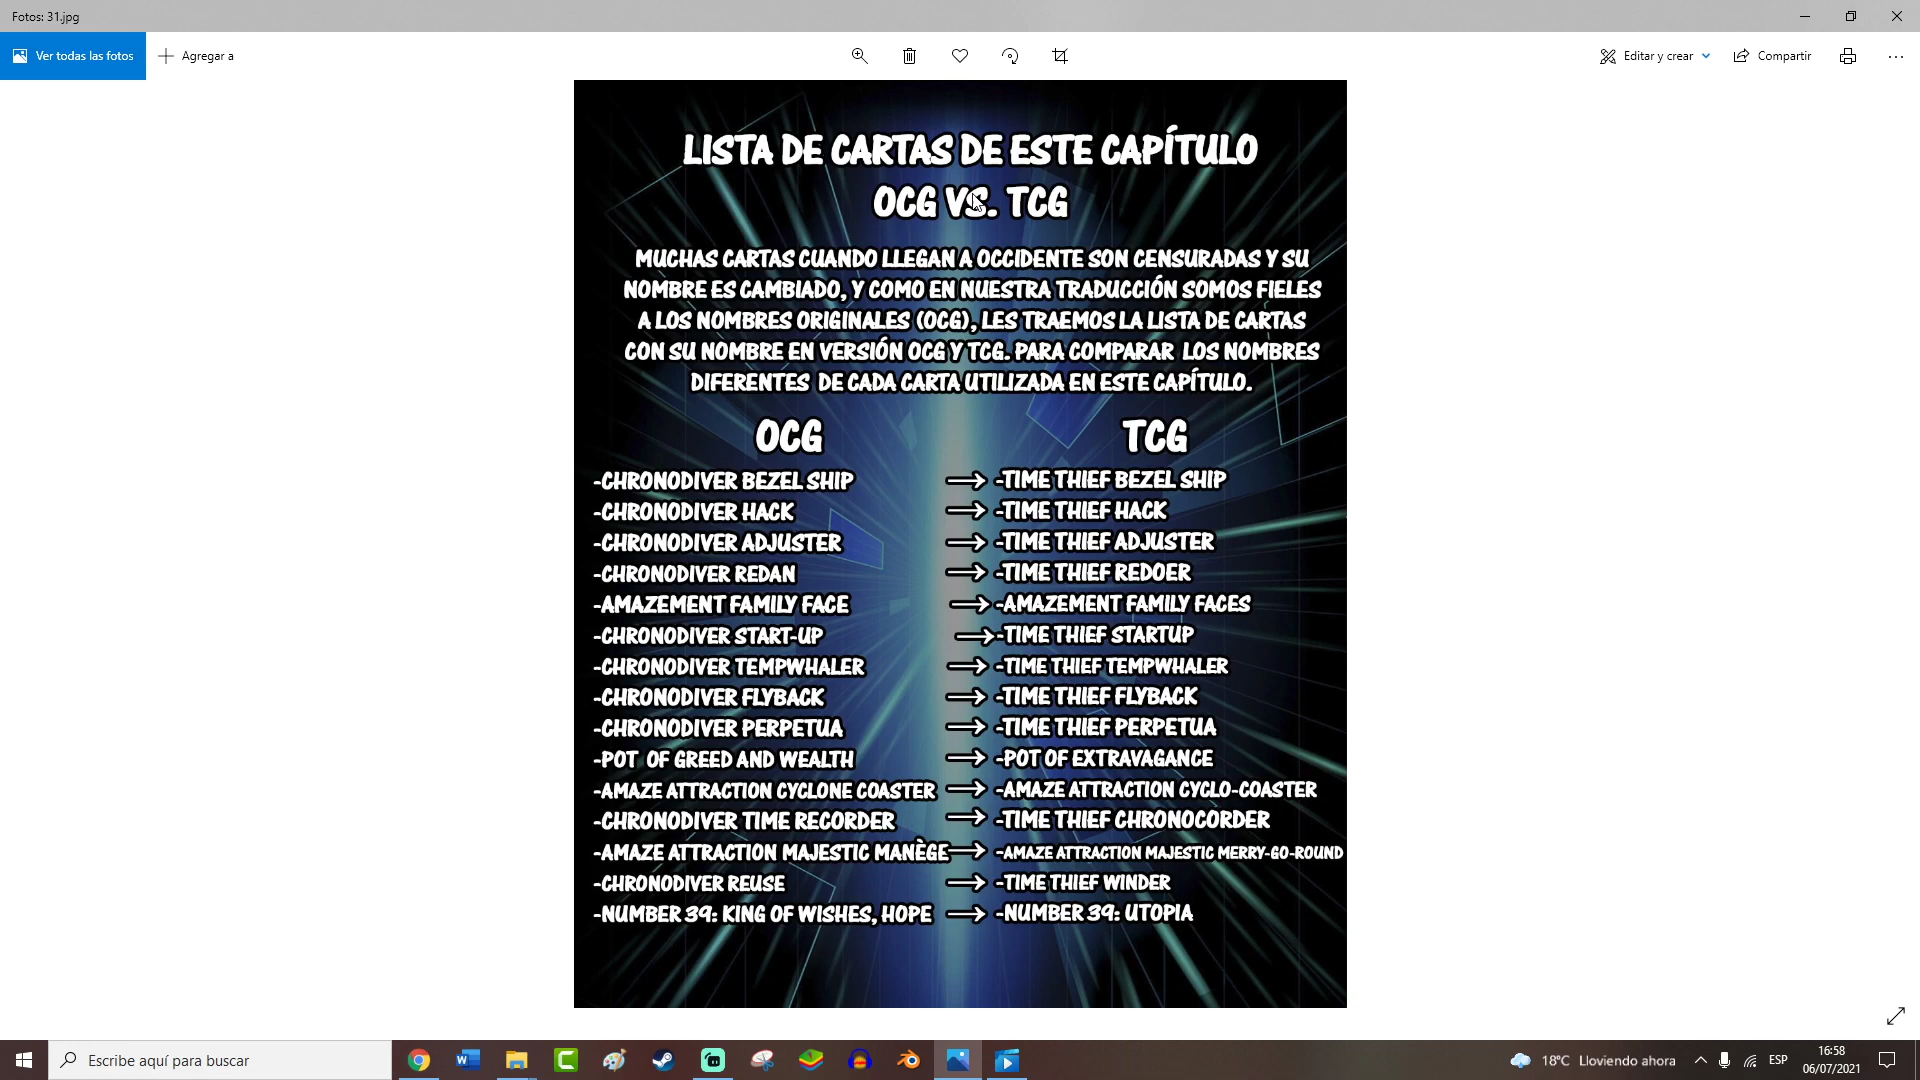 Fotos: 31.jpg
Ver todas las fotos
Agregar a
Editar y crear
Compartir
LISTA DE CARTAS DE ESTE CAPÍTULO
OCG VS. TCG
MUCHAS CARTAS CUANDO LLEGAN A OCCIDENTE SON CENSURADAS Y SU
NOMBRE ES CAMBIADO, Y COMO EN NUESTRA TRADUCCIÓN SOMOS FIELES
A LOS NOMBRES ORIGINALES (OCG), LES TRAEMOS LA LISTA DE CARTAS
CON SU NOMBRE EN VERSIÓN OCG Y TCG. PARA COMPARAR LOS NOMBRES
DIFERENTES DE CADA CARTA UTILIZADA EN ESTE CAPÍTULO.
OCG TCG
-CHRONODIVER BEZEL SHIP → -TIME THIEF BEZEL SHIP
-CHRONODIVER HACK → -TIME THIEF HACK
-CHRONODIVER ADJUSTER → -TIME THIEF ADJUSTER
-CHRONODIVER REDAN → -TIME THIEF REDOER
-AMAZEMENT FAMILY FACE → -AMAZEMENT FAMILY FACES
-CHRONODIVER START-UP → -TIME THIEF STARTUP
-CHRONODIVER TEMPWHALER → -TIME THIEF TEMPWHALER
-CHRONODIVER FLYBACK → -TIME THIEF FLYBACK
-CHRONODIVER PERPETUA → -TIME THIEF PERPETUA
-POT OF GREED AND WEALTH → -POT OF EXTRAVAGANCE
-AMAZE ATTRACTION CYCLONE COASTER → -AMAZE ATTRACTION CYCLO-COASTER
-CHRONODIVER TIME RECORDER → -TIME THIEF CHRONOCORDER
-AMAZE ATTRACTION MAJESTIC MANÈGE → -AMAZE ATTRACTION MAJESTIC MERRY-GO-ROUND
-CHRONODIVER REUSE → -TIME THIEF WINDER
-NUMBER 39: KING OF WISHES, HOPE → -NUMBER 39: UTOPIA
Escribe aquí para buscar
18°C Lloviendo ahora
ESP
16:58
06/07/2021